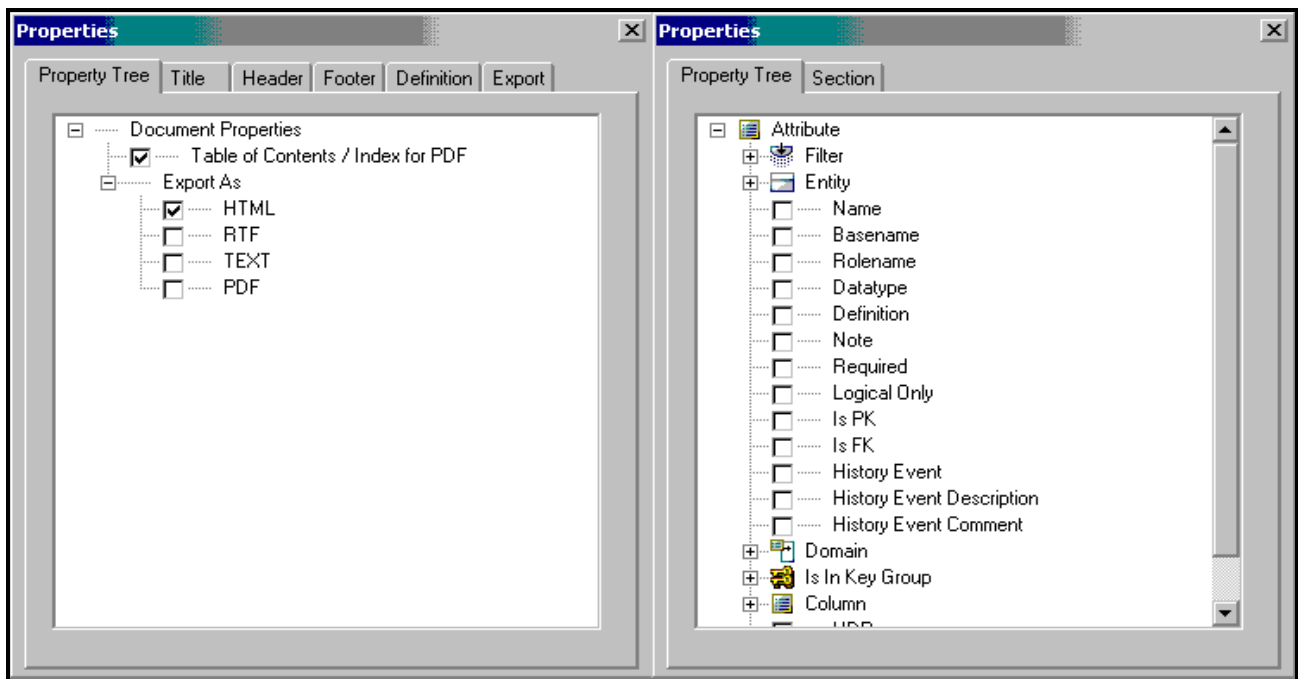 Properties
Property Tree Title Header Footer Definition Export
Document Properties
Table of Contents / Index for PDF
Export As
HTML
RTF
TEXT
PDF
Properties
Property Tree Section
Attribute
Filter
Entity
Name
Basename
Rolename
Datatype
Definition
Note
Required
Logical Only
Is PK
Is FK
History Event
History Event Description
History Event Comment
Domain
Is In Key Group
Column